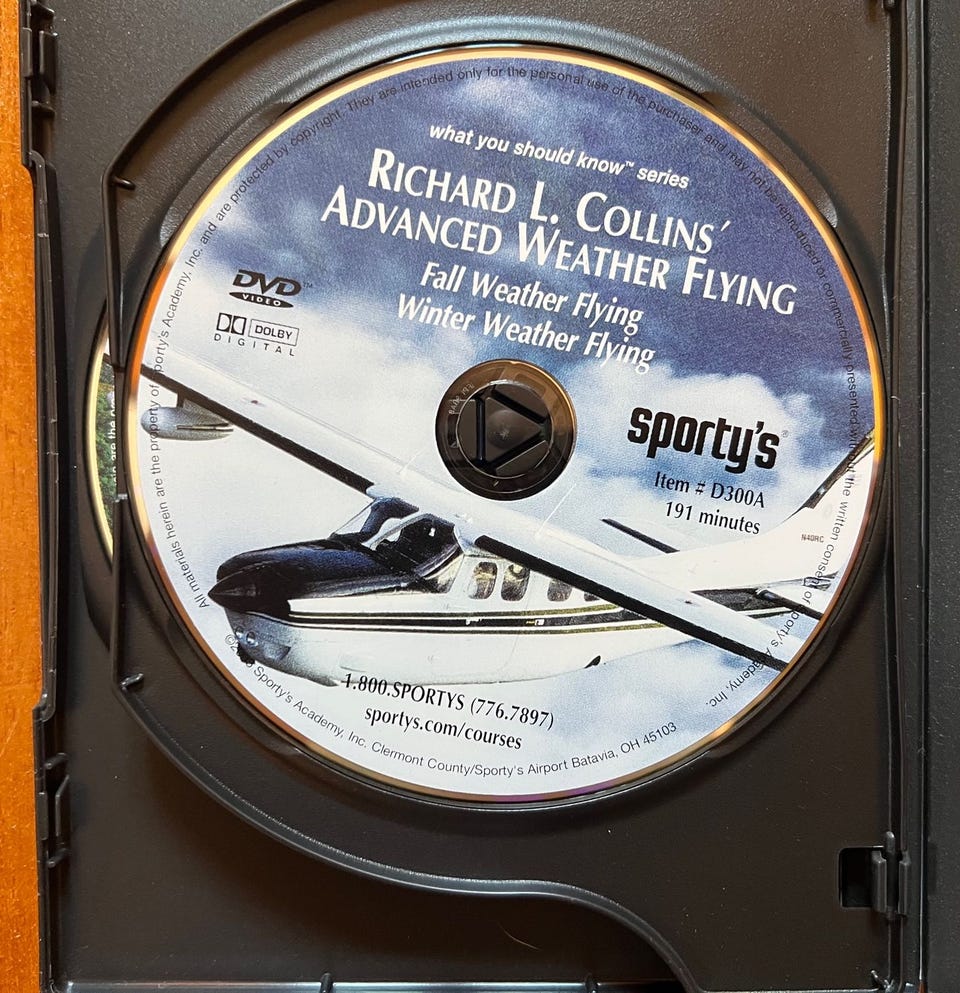 All materials herein are the property of Sporty's Academy, Inc. and are protected by copyright. They are intended only for the personal use of the purchaser and may not be reproduced or commercially presented without the written consent of Sporty's Academy, Inc.
what you should know™ series
RICHARD L. COLLINS'
ADVANCED WEATHER FLYING
Fall Weather Flying
Winter Weather Flying
DVD™
VIDEO
DOLBY
DIGITAL
sporty's®
Item # D300A
191 minutes
N40RC
1.800.SPORTYS (776.7897)
sportys.com/courses
Sporty's Academy, Inc. Clermont County/Sporty's Airport Batavia, OH 45103
are the